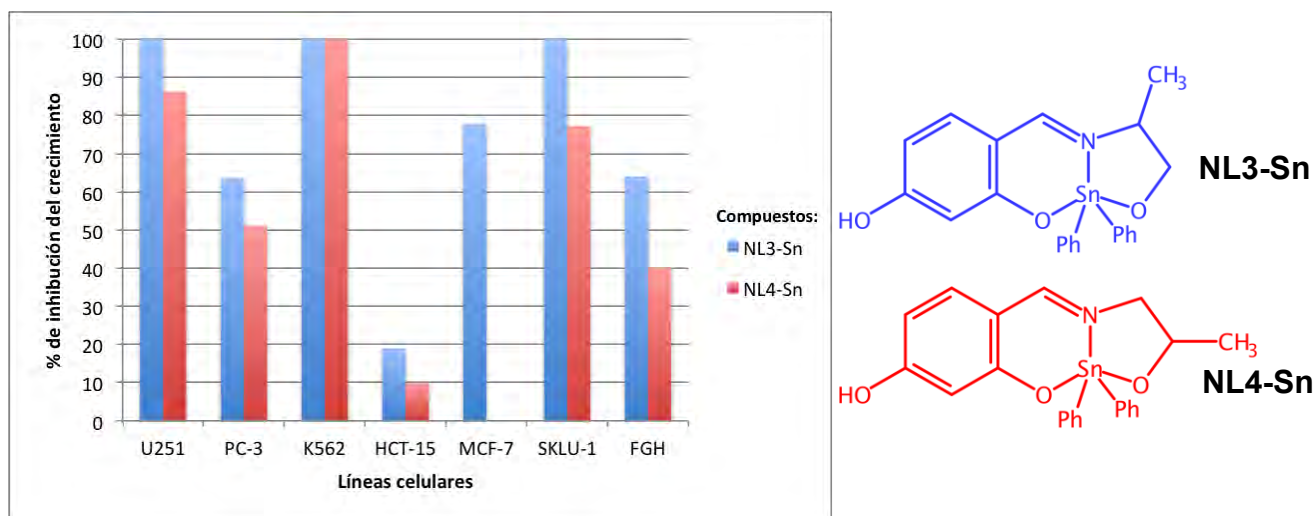 % de inhibución del crecimiento
100
90
80
70
60
50
40
30
20
10
0
U251 PC-3 K562 HCT-15 MCF-7 SKLU-1 FGH
Líneas celulares
Compuestos:
NL3-Sn
NL4-Sn
CH3
N
Sn
HO
O
O
Ph
Ph
NL3-Sn
N
CH3
Sn
HO
O
O
Ph
Ph
NL4-Sn